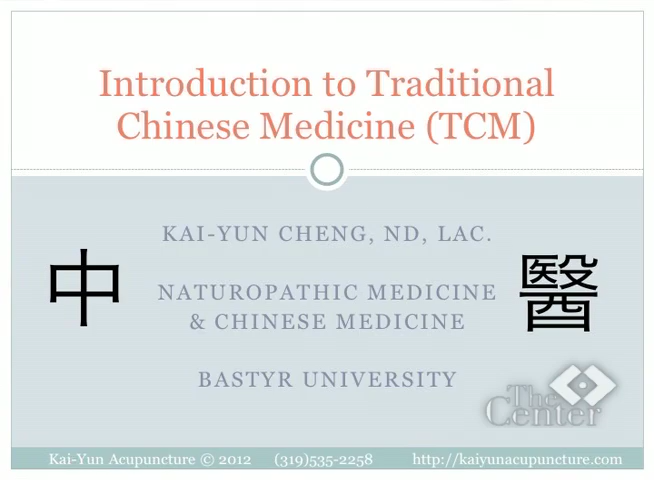 Introduction to Traditional
Chinese Medicine (TCM)
KAI-YUN CHENG, ND, LAC.
中
醫
NATUROPATHIC MEDICINE
& CHINESE MEDICINE
BASTYR UNIVERSITY
The
Center
Kai-Yun Acupuncture © 2012 (319)535-2258 http://kaiyunacupuncture.com